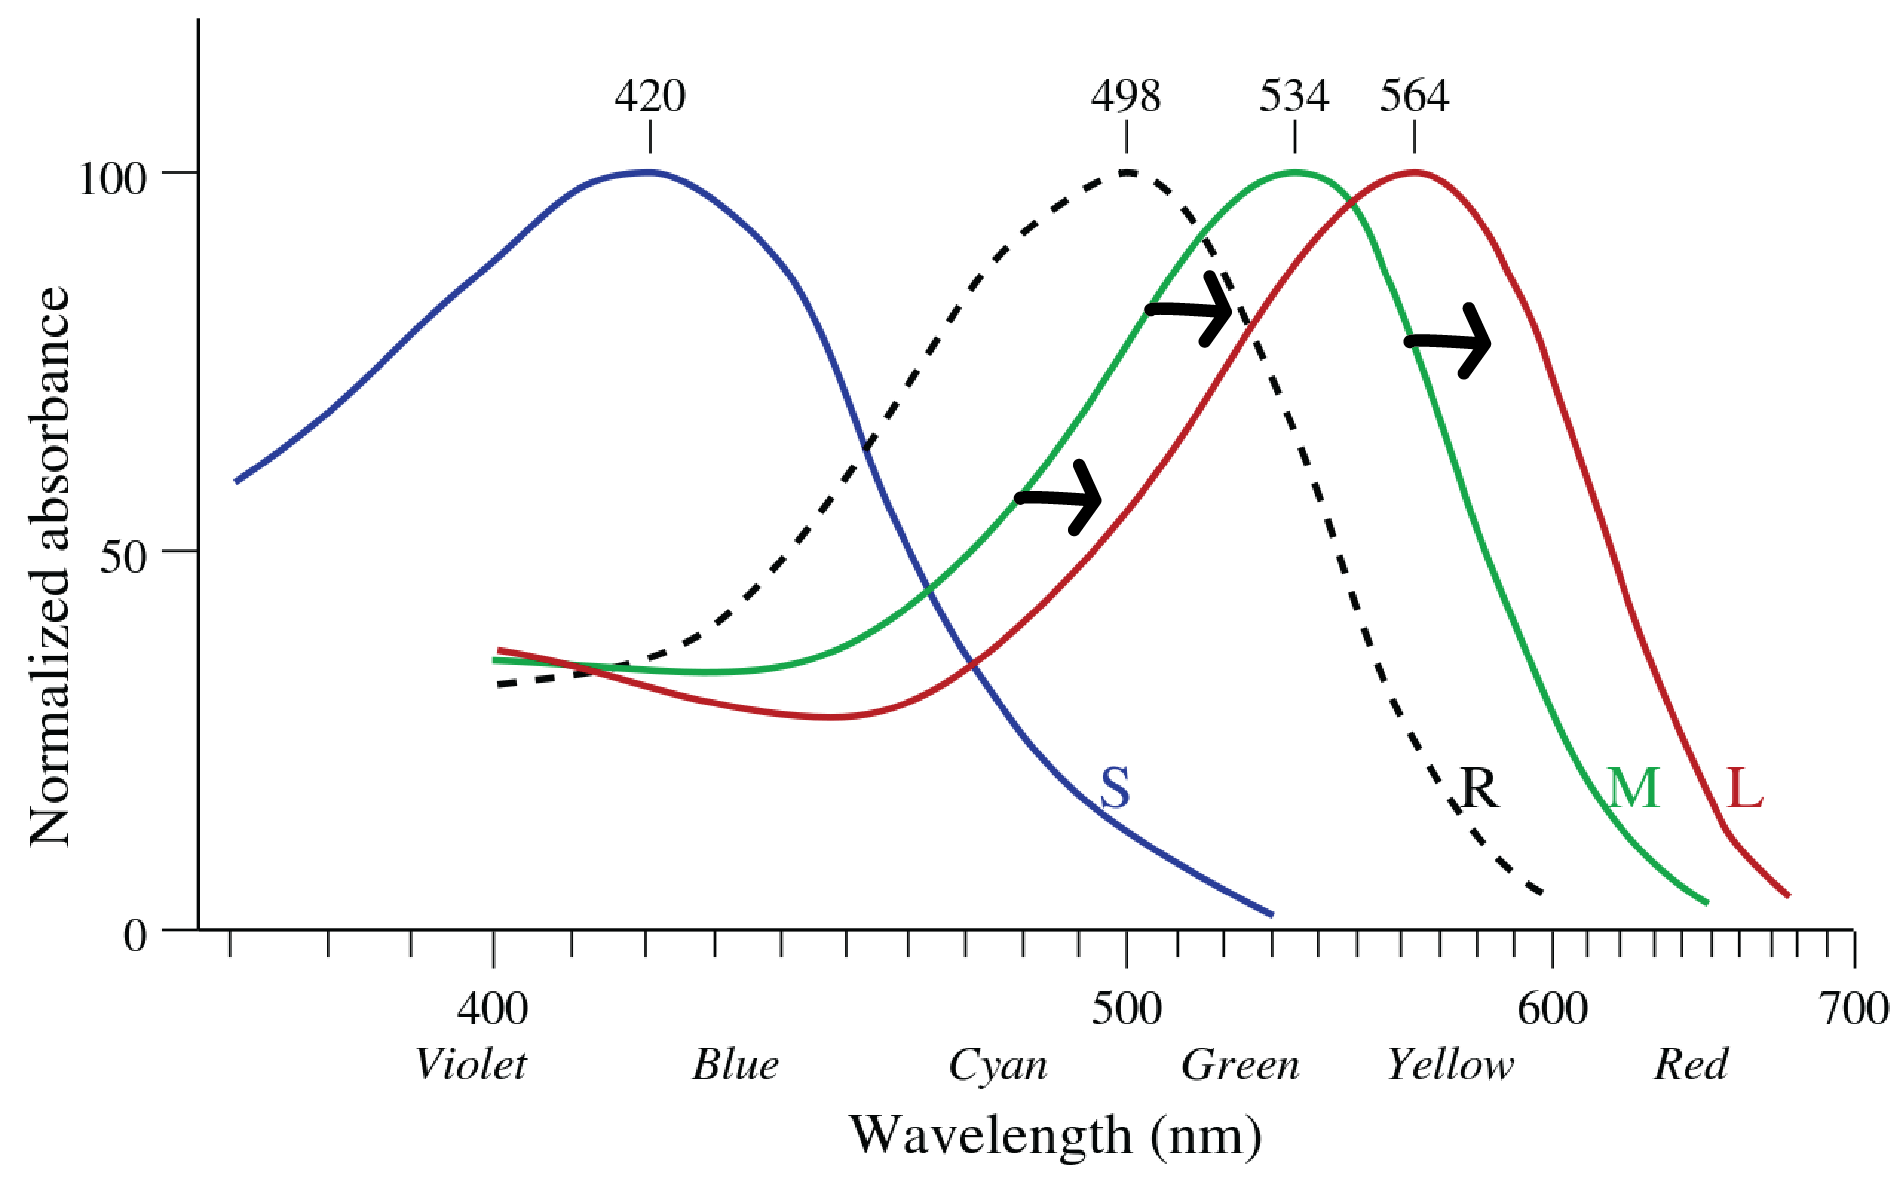 420 498 534 564
100
50
0
Normalized absorbance
S R M L
400 500 600 700
Violet Blue Cyan Green Yellow Red
Wavelength (nm)